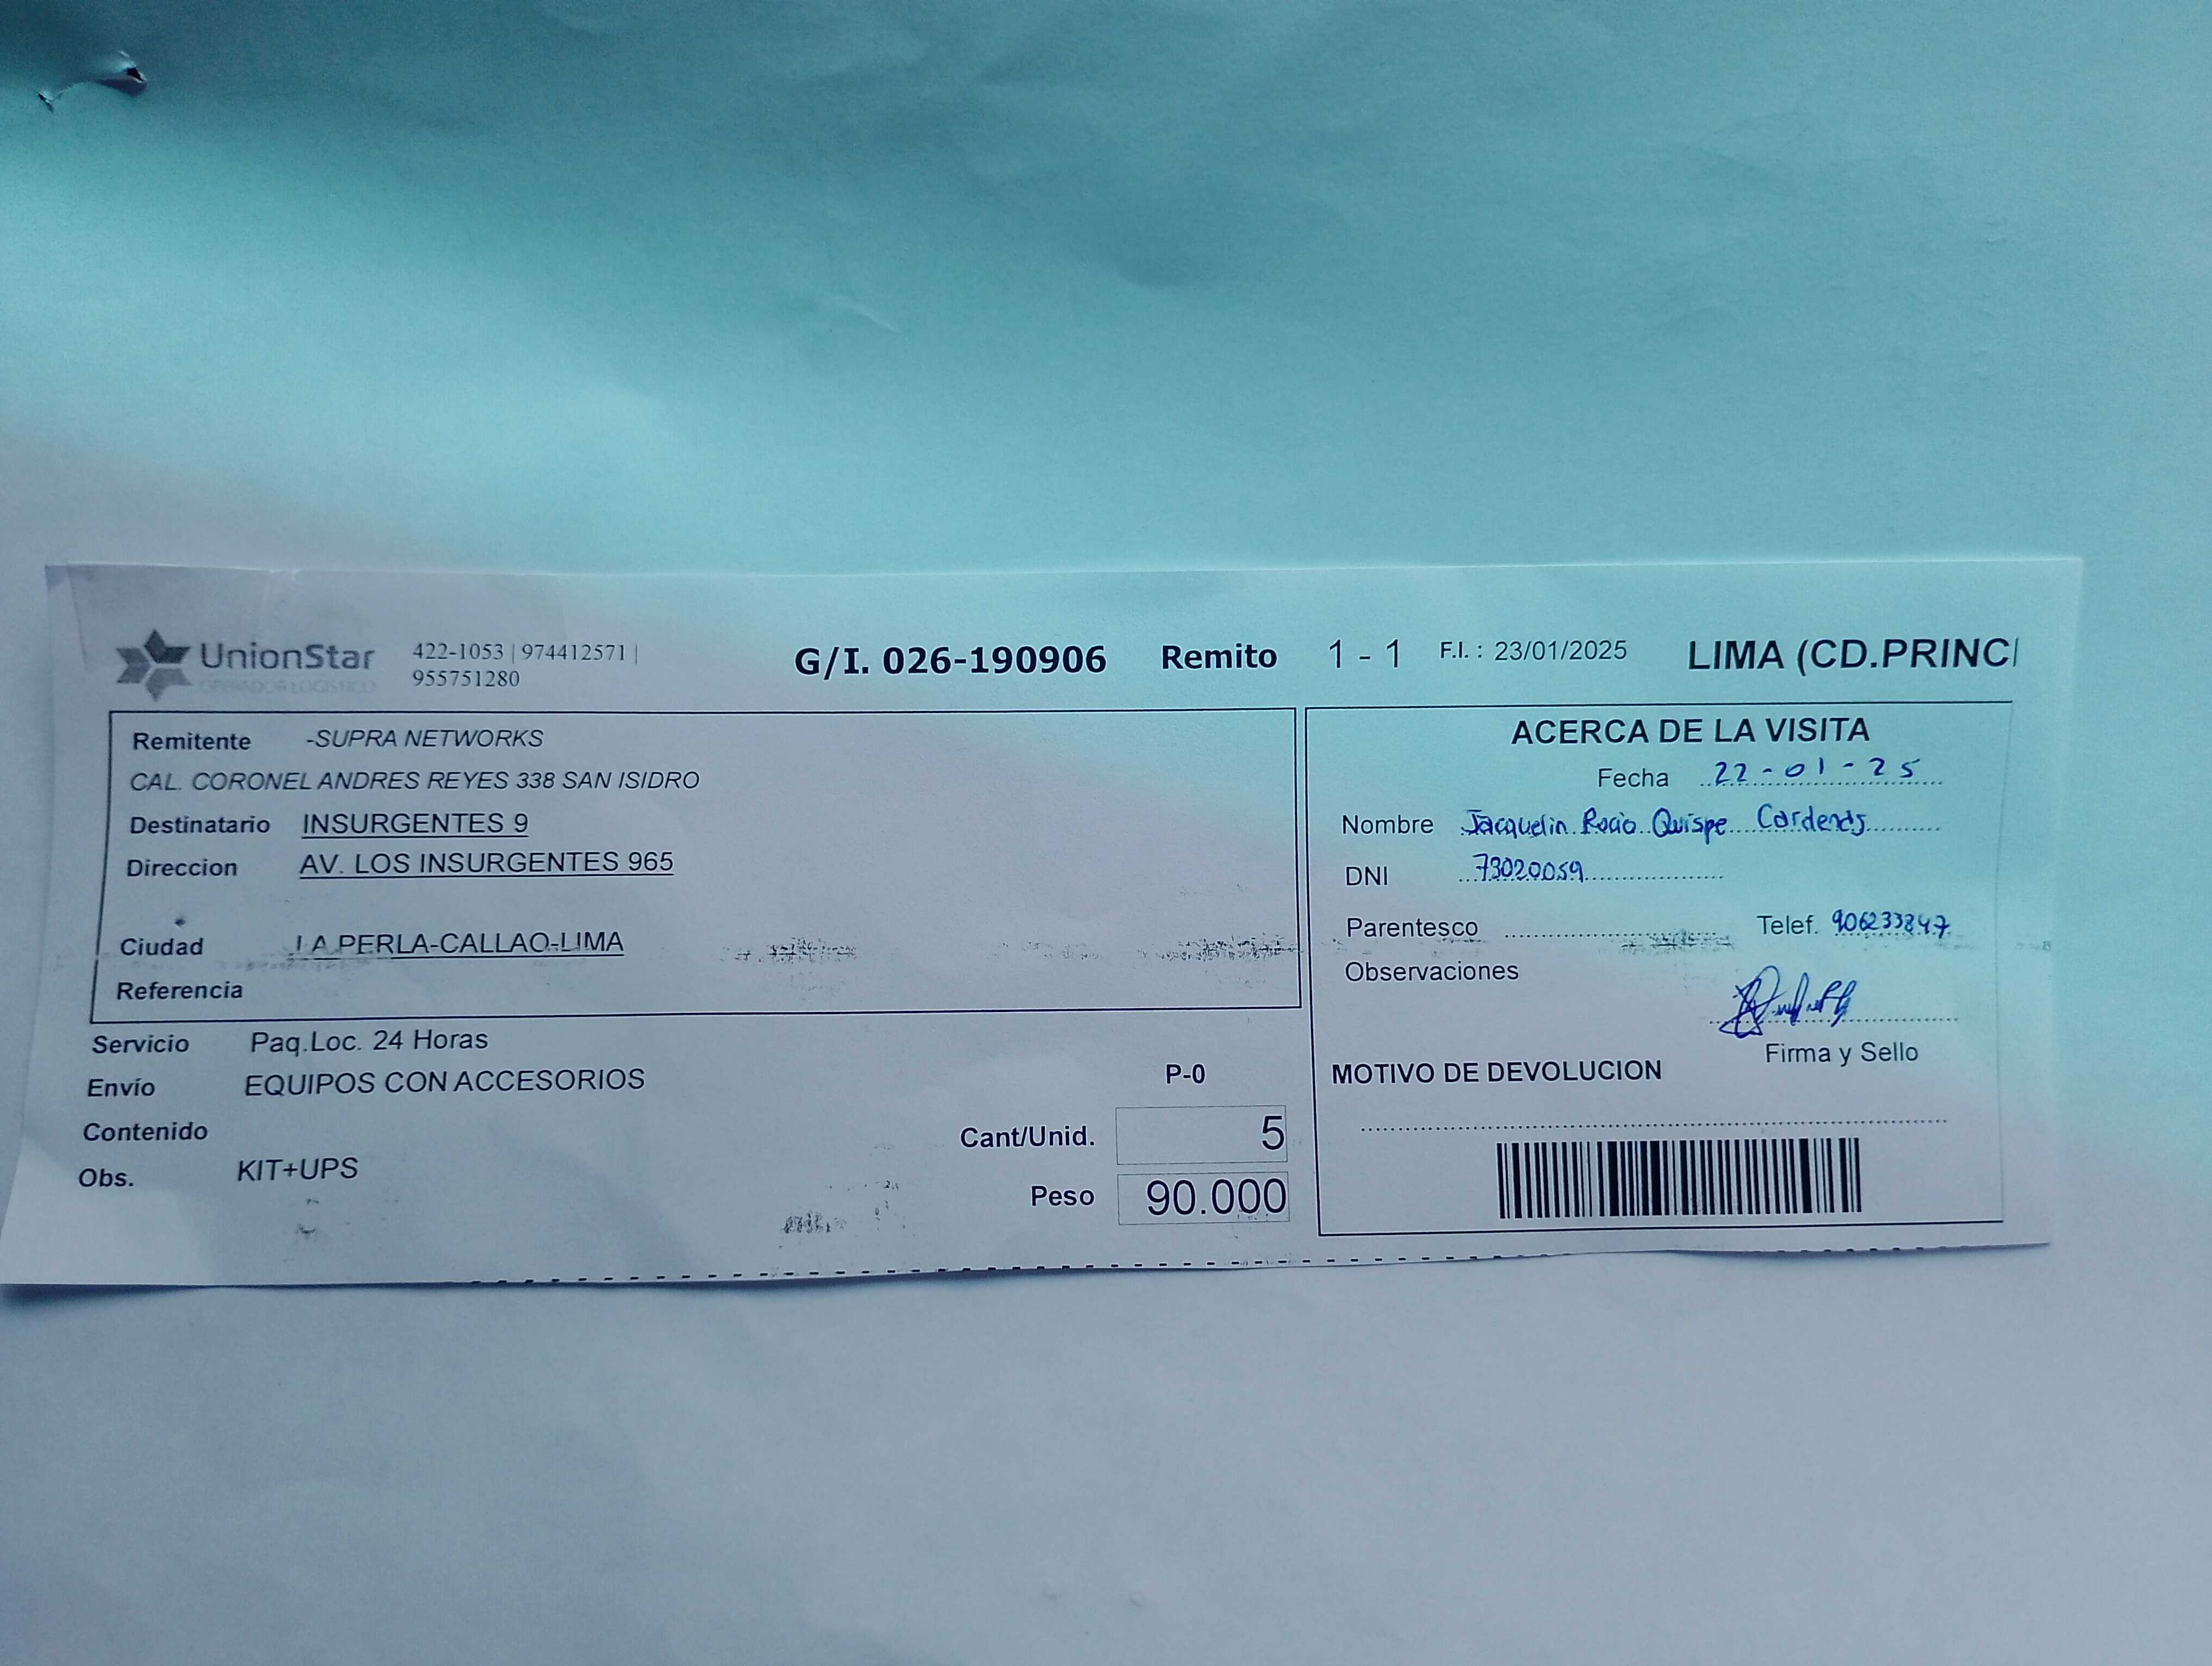 UnionStar
OPERADOR LOGISTICO
422-1053 | 974412571 |
955751280
G/I. 026-190906 Remito 1 - 1 F.I. : 23/01/2025 LIMA (CD.PRINCI
Remitente -SUPRA NETWORKS
CAL. CORONEL ANDRES REYES 338 SAN ISIDRO
Destinatario INSURGENTES 9
Direccion AV. LOS INSURGENTES 965
Ciudad LA PERLA-CALLAO-LIMA
Referencia
Servicio Paq.Loc. 24 Horas
Envío EQUIPOS CON ACCESORIOS
Contenido
Obs. KIT+UPS
P-0
Cant/Unid. 5
Peso 90.000
ACERCA DE LA VISITA
Fecha 22-01-25
Nombre Jacquelin Rocio Quispe Cardenas
DNI 73020059
Parentesco Telef. 906233847
Observaciones
Firma y Sello
MOTIVO DE DEVOLUCION